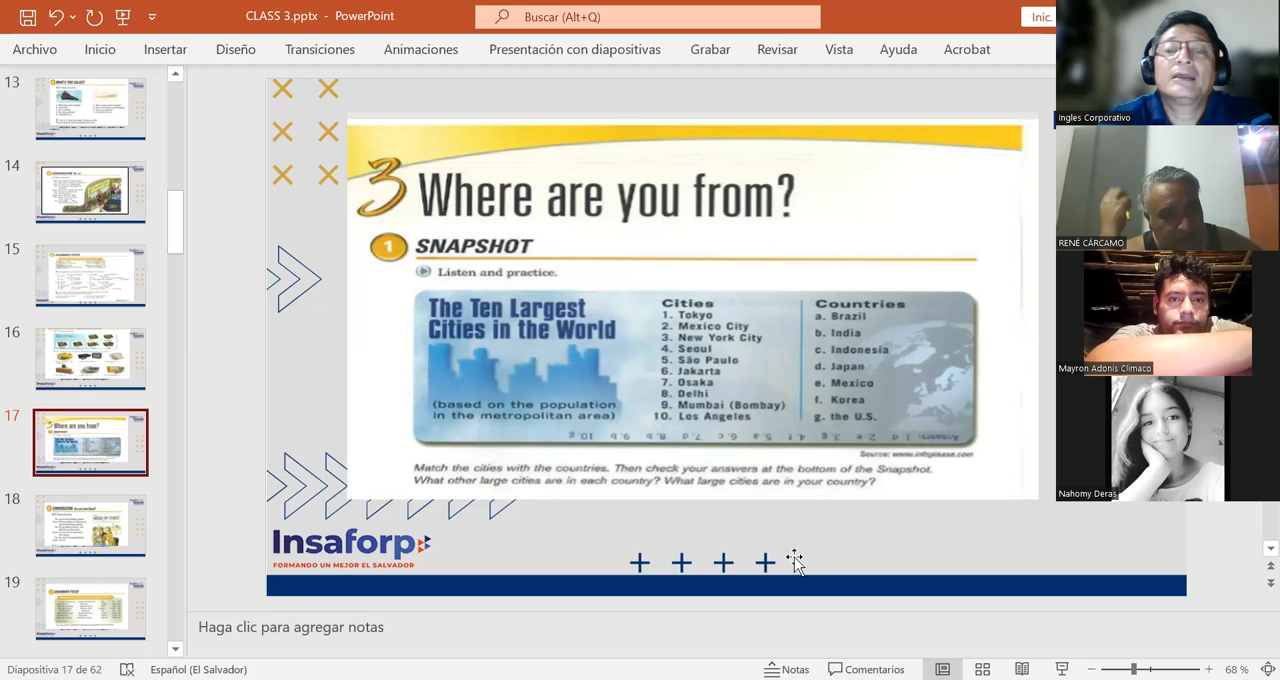 CLASS 3.pptx - PowerPoint
Buscar (Alt+Q)
Inic.
Archivo Inicio Insertar Diseño Transiciones Animaciones Presentación con diapositivas Grabar Revisar Vista Ayuda Acrobat
13
14
15
16
17
18
19
3 Where are you from?
1 SNAPSHOT
Listen and practice.
The Ten Largest
Cities in the World
(based on the population
in the metropolitan area)
Cities
1. Tokyo
2. Mexico City
3. New York City
4. Seoul
5. São Paulo
6. Jakarta
7. Osaka
8. Delhi
9. Mumbai (Bombay)
10. Los Angeles
Countries
a. Brazil
b. India
c. Indonesia
d. Japan
e. Mexico
f. Korea
g. the U.S.
Source: www.infoplease.com
Match the cities with the countries. Then check your answers at the bottom of the Snapshot.
What other large cities are in each country? What large cities are in your country?
Insaforp
FORMANDO UN MEJOR EL SALVADOR
Ingles Corporativo
RENÉ CÁRCAMO
Mayron Adonis Climaco
Nahomy Deras
Haga clic para agregar notas
Diapositiva 17 de 62 Español (El Salvador) Notas Comentarios 68 %